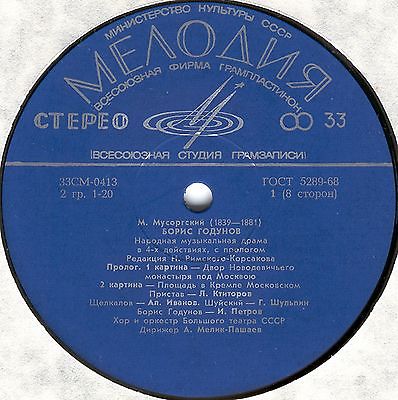 МИНИСТЕРСТВО КУЛЬТУРЫ СССР
МЕЛОДИЯ
ВСЕСОЮЗНАЯ ФИРМА ГРАМПЛАСТИНОК
СТЕРЕО 33
(ВСЕСОЮЗНАЯ СТУДИЯ ГРАМЗАПИСИ)
33СМ-0413 ГОСТ 5289-68
2 гр. 1-20 1 (8 сторон)
М. Мусоргский (1839—1881)
БОРИС ГОДУНОВ
Народная музыкальная драма
в 4-х действиях, с прологом
Редакция Н. Римского-Корсакова
Пролог. 1 картина — Двор Новодевичьего
монастыря под Москвою
2 картина — Площадь в Кремле Московском
Пристав — Л. Ктиторов
Щелкалов — Ал. Иванов. Шуйский — Г. Шульпин
Борис Годунов — И. Петров
Хор и оркестр Большого театра СССР
Дирижер А. Мелик-Пашаев